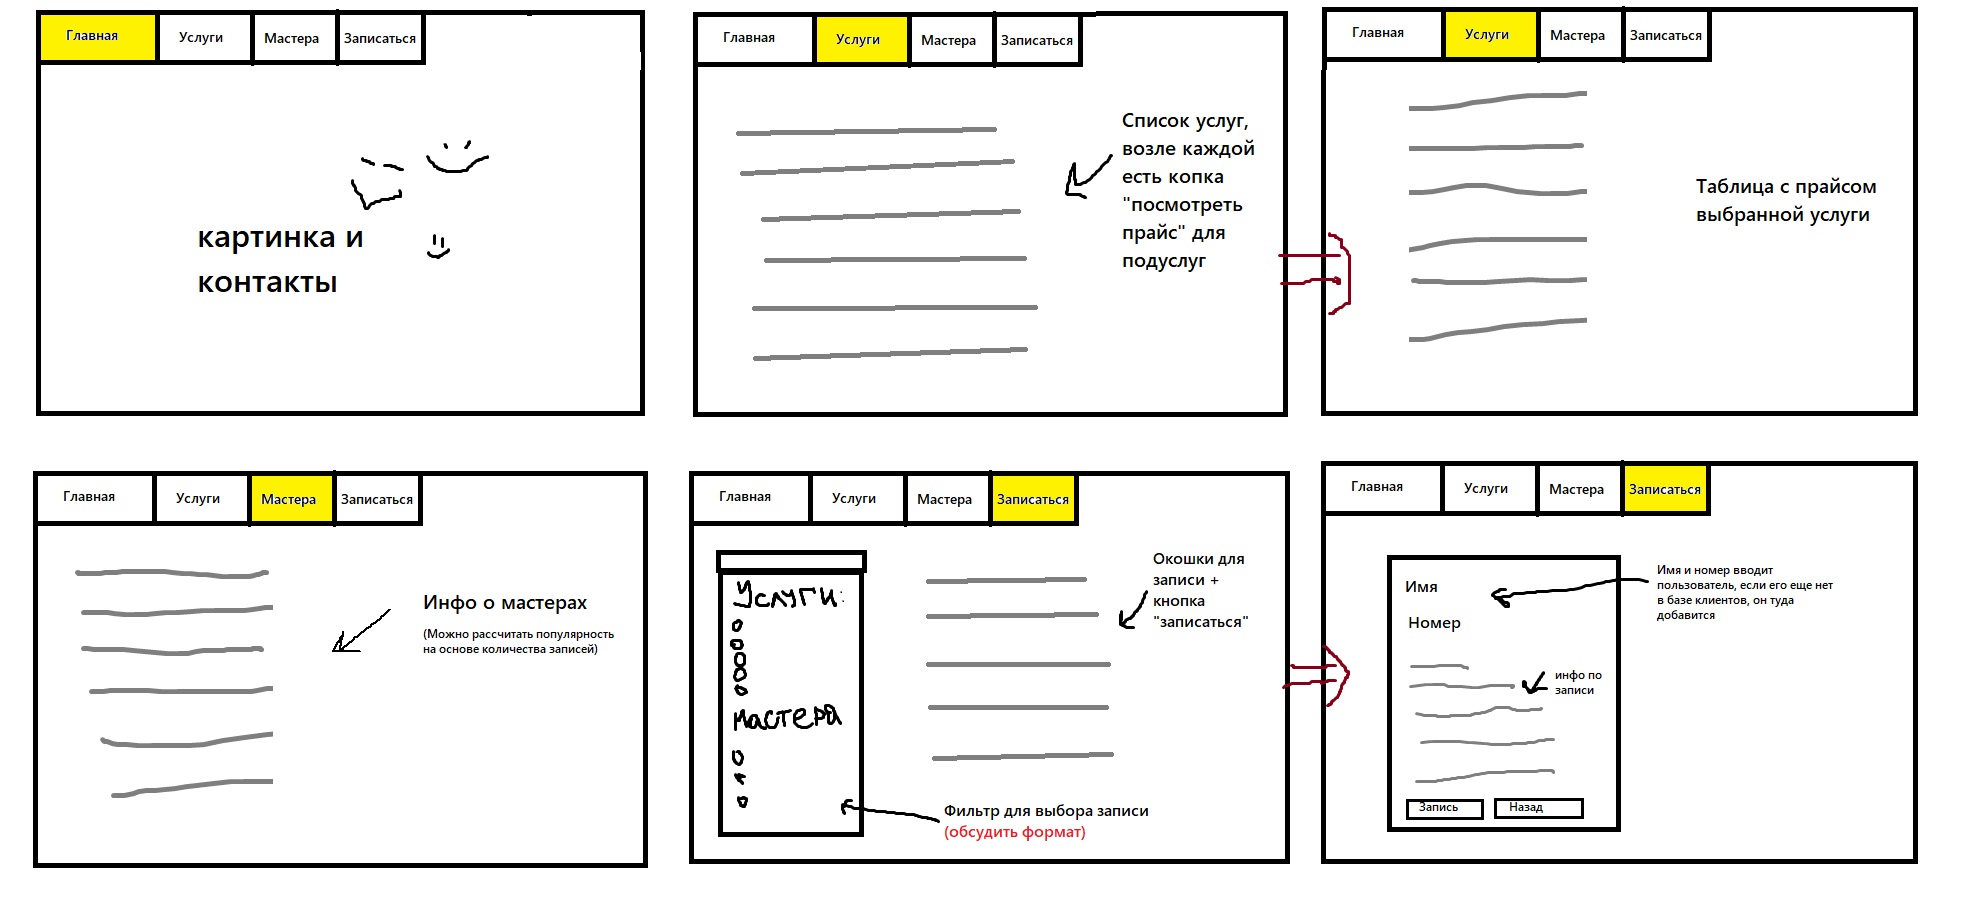 Главная Услуги Мастера Записаться
картинка и
контакты
Главная Услуги Мастера Записаться
Список услуг,
возле каждой
есть копка
"посмотреть
прайс" для
подуслуг
Главная Услуги Мастера Записаться
Таблица с прайсом
выбранной услуги
Главная Услуги Мастера Записаться
Инфо о мастерах
(Можно рассчитать популярность
на основе количества записей)
Главная Услуги Мастера Записаться
Услуги:
Мастера
Окошки для
записи +
кнопка
"записаться"
Фильтр для выбора записи
(обсудить формат)
Главная Услуги Мастера Записаться
Имя
Номер
Имя и номер вводит
пользователь, если его еще нет
в базе клиентов, он туда
добавится
инфо по
записи
Запись Назад